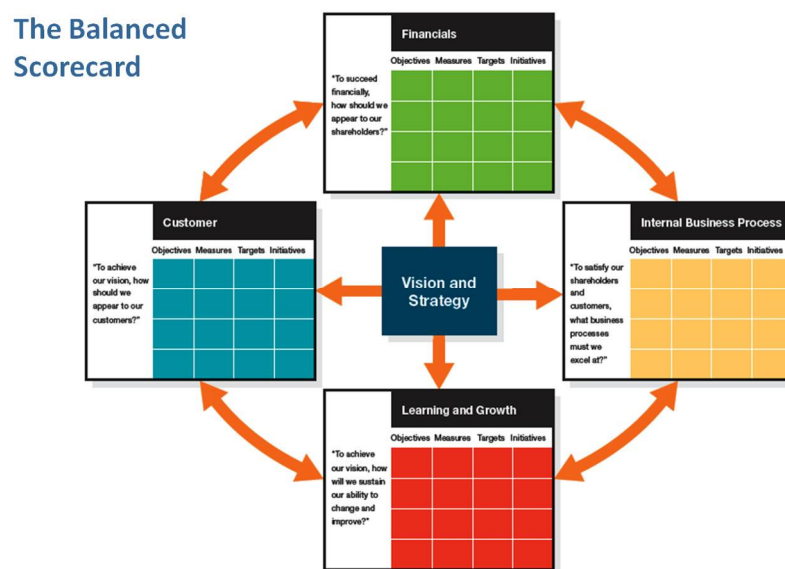 The Balanced
Scorecard
Financials
Objectives Measures Targets Initiatives
"To succeed
financially,
how should we
appear to our
shareholders?"
Customer
Objectives Measures Targets Initiatives
"To achieve
our vision, how
should we
appear to our
customers?"
Vision and
Strategy
Internal Business Process
Objectives Measures Targets Initiatives
"To satisfy our
shareholders
and
customers,
what business
processes
must we
excel at?"
Learning and Growth
Objectives Measures Targets Initiatives
"To achieve
our vision, how
will we sustain
our ability to
change and
improve?"